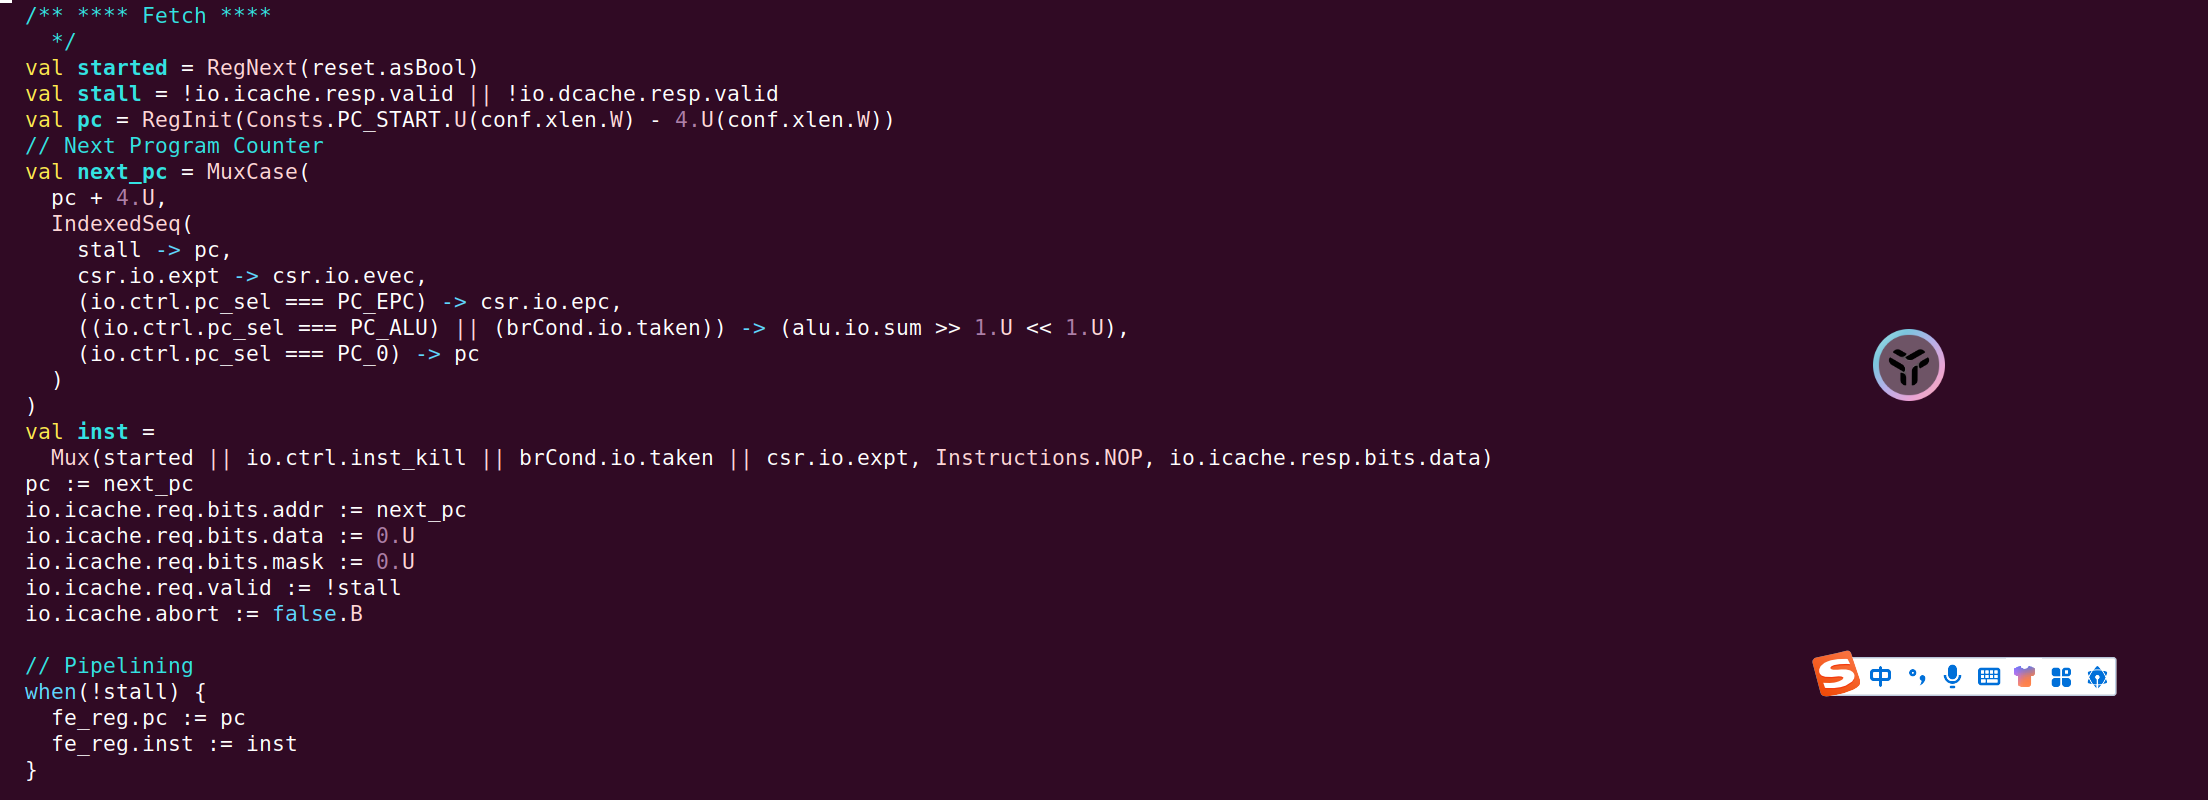 /** **** Fetch ****
  */
val started = RegNext(reset.asBool)
val stall = !io.icache.resp.valid || !io.dcache.resp.valid
val pc = RegInit(Consts.PC_START.U(conf.xlen.W) - 4.U(conf.xlen.W))
// Next Program Counter
val next_pc = MuxCase(
  pc + 4.U,
  IndexedSeq(
    stall -> pc,
    csr.io.expt -> csr.io.evec,
    (io.ctrl.pc_sel === PC_EPC) -> csr.io.epc,
    ((io.ctrl.pc_sel === PC_ALU) || (brCond.io.taken)) -> (alu.io.sum >> 1.U << 1.U),
    (io.ctrl.pc_sel === PC_0) -> pc
  )
)
val inst =
  Mux(started || io.ctrl.inst_kill || brCond.io.taken || csr.io.expt, Instructions.NOP, io.icache.resp.bits.data)
pc := next_pc
io.icache.req.bits.addr := next_pc
io.icache.req.bits.data := 0.U
io.icache.req.bits.mask := 0.U
io.icache.req.valid := !stall
io.icache.abort := false.B
// Pipelining
when(!stall) {
  fe_reg.pc := pc
  fe_reg.inst := inst
}
S 中 °,